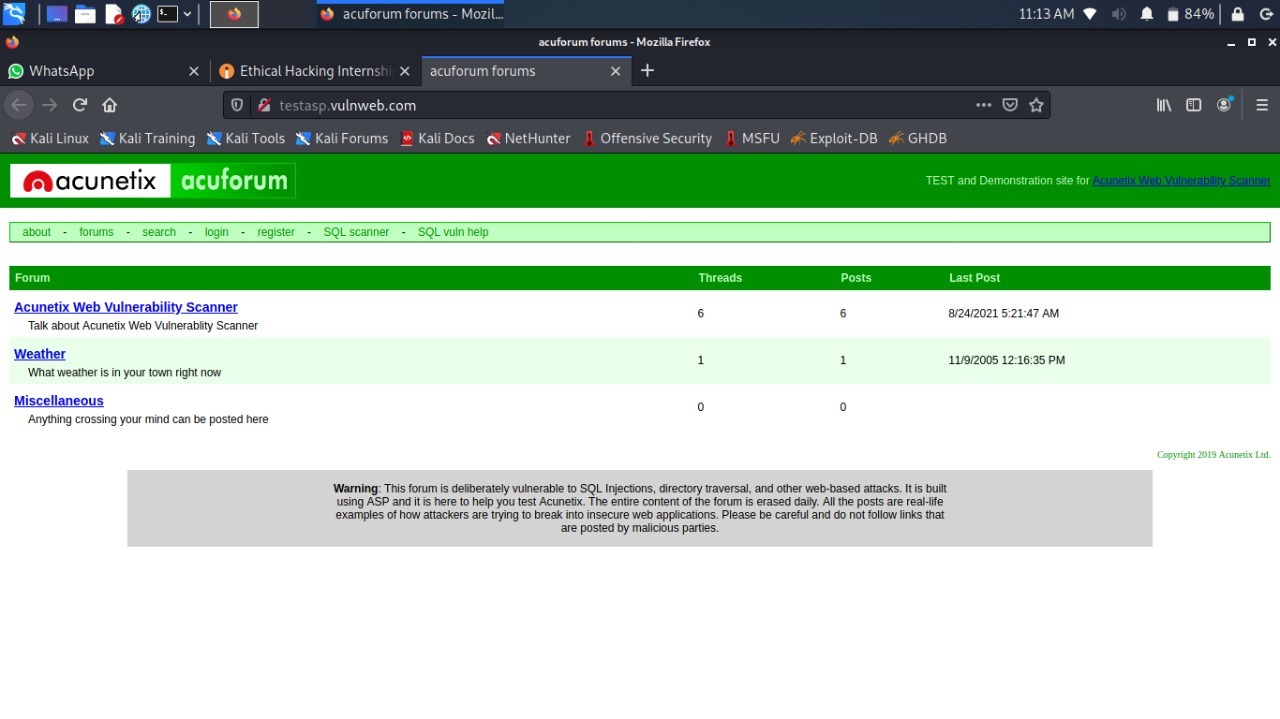 acuforum forums - Mozil...
11:13 AM
84%
acuforum forums - Mozilla Firefox
WhatsApp
Ethical Hacking Internshi
acuforum forums
testasp.vulnweb.com
Kali Linux Kali Training Kali Tools Kali Forums Kali Docs NetHunter Offensive Security MSFU Exploit-DB GHDB
acunetix acuforum
TEST and Demonstration site for Acunetix Web Vulnerability Scanner
about - forums - search - login - register - SQL scanner - SQL vuln help
Forum Threads Posts Last Post
Acunetix Web Vulnerability Scanner
Talk about Acunetix Web Vulnerablity Scanner
6 6 8/24/2021 5:21:47 AM
Weather
What weather is in your town right now
1 1 11/9/2005 12:16:35 PM
Miscellaneous
Anything crossing your mind can be posted here
0 0
Copyright 2019 Acunetix Ltd.
Warning: This forum is deliberately vulnerable to SQL Injections, directory traversal, and other web-based attacks. It is built
using ASP and it is here to help you test Acunetix. The entire content of the forum is erased daily. All the posts are real-life
examples of how attackers are trying to break into insecure web applications. Please be careful and do not follow links that
are posted by malicious parties.